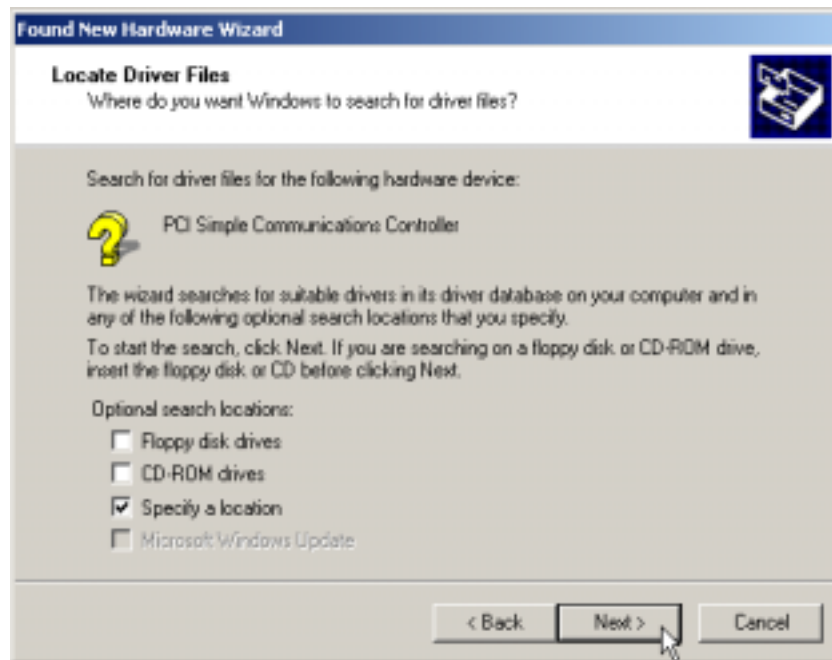 Found New Hardware Wizard
Locate Driver Files
Where do you want Windows to search for driver files?
Search for driver files for the following hardware device:
PCI Simple Communications Controller
The wizard searches for suitable drivers in its driver database on your computer and in
any of the following optional search locations that you specify.
To start the search, click Next. If you are searching on a floppy disk or CD-ROM drive,
insert the floppy disk or CD before clicking Next.
Optional search locations:
Floppy disk drives
CD-ROM drives
Specify a location
Microsoft Windows Update
< Back Next > Cancel